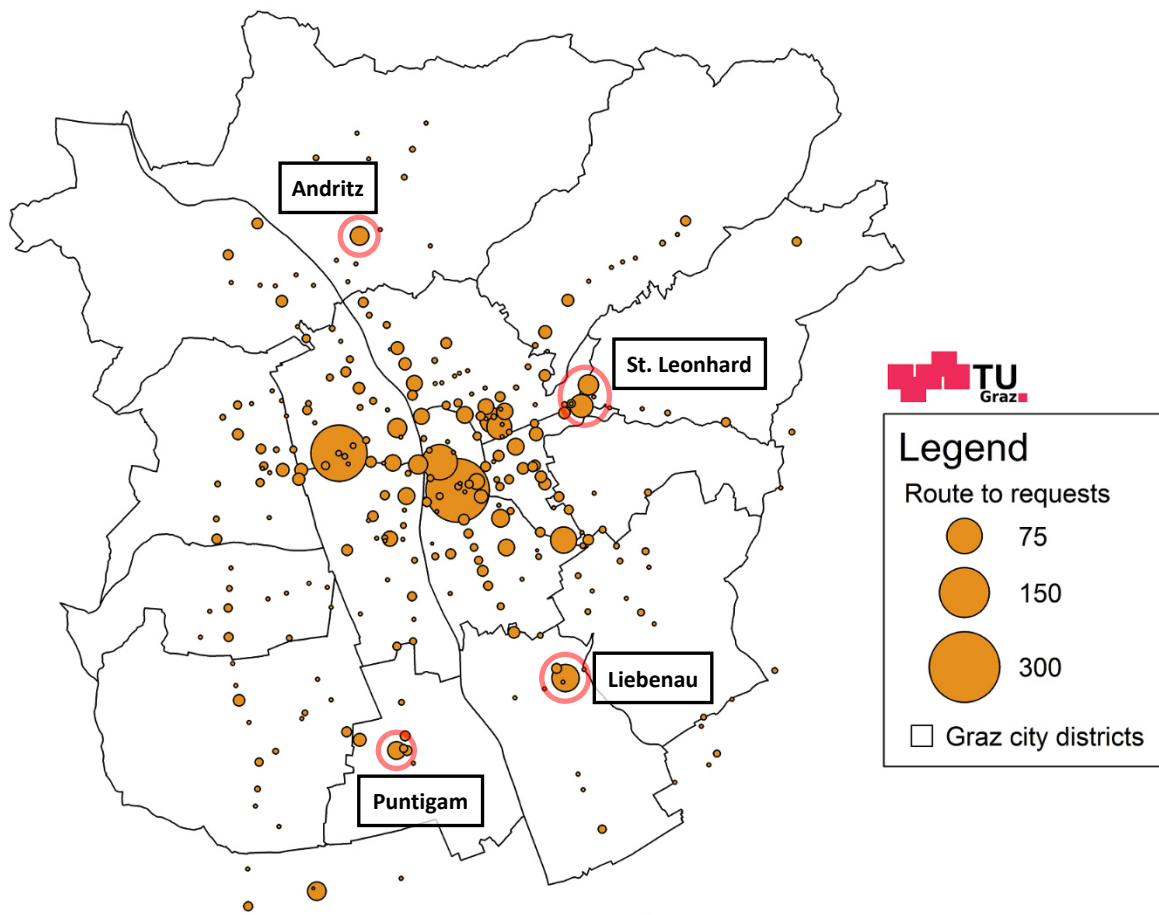 Andritz
St. Leonhard
TU
Graz
Legend
Route to requests
75
150
300
Graz city districts
Liebenau
Puntigam